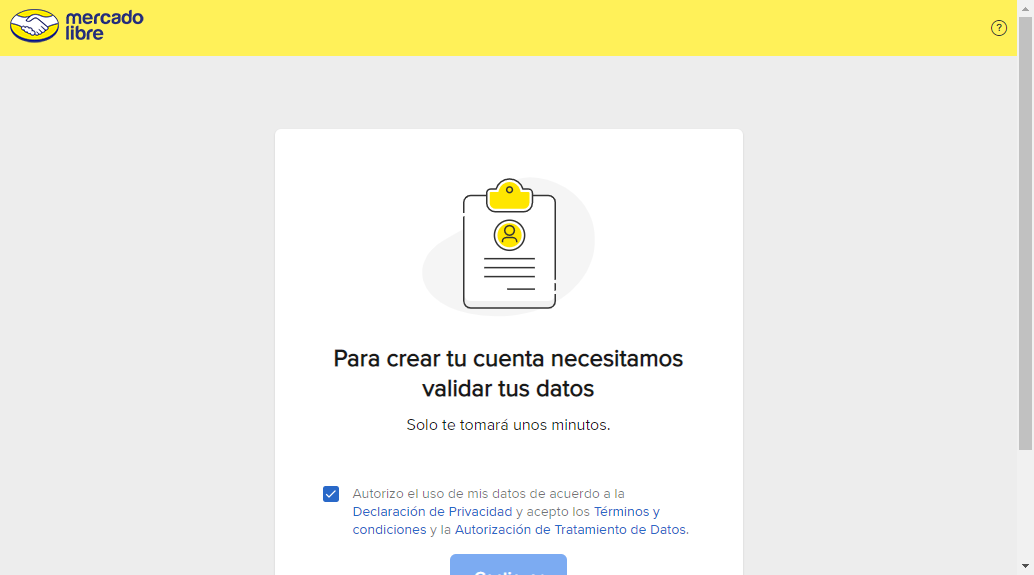 mercado
libre
?
Para crear tu cuenta necesitamos
validar tus datos
Solo te tomará unos minutos.
Autorizo el uso de mis datos de acuerdo a la
Declaración de Privacidad y acepto los Términos y
condiciones y la Autorización de Tratamiento de Datos.